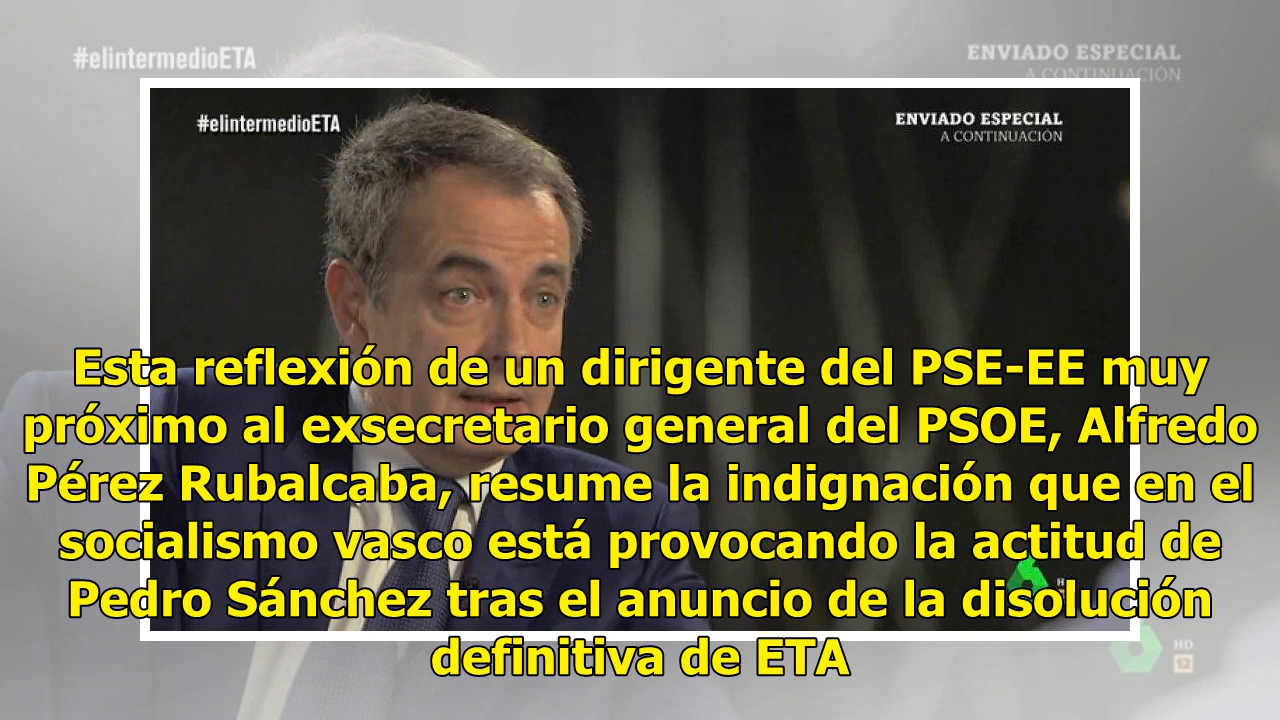 #elintermedioETA
ENVIADO ESPECIAL
A CONTINUACIÓN
#elintermedioETA
ENVIADO ESPECIAL
A CONTINUACIÓN
Esta reflexión de un dirigente del PSE-EE muy
próximo al exsecretario general del PSOE, Alfredo
Pérez Rubalcaba, resume la indignación que en el
socialismo vasco está provocando la actitud de
Pedro Sánchez tras el anuncio de la disolución
definitiva de ETA
HD
12